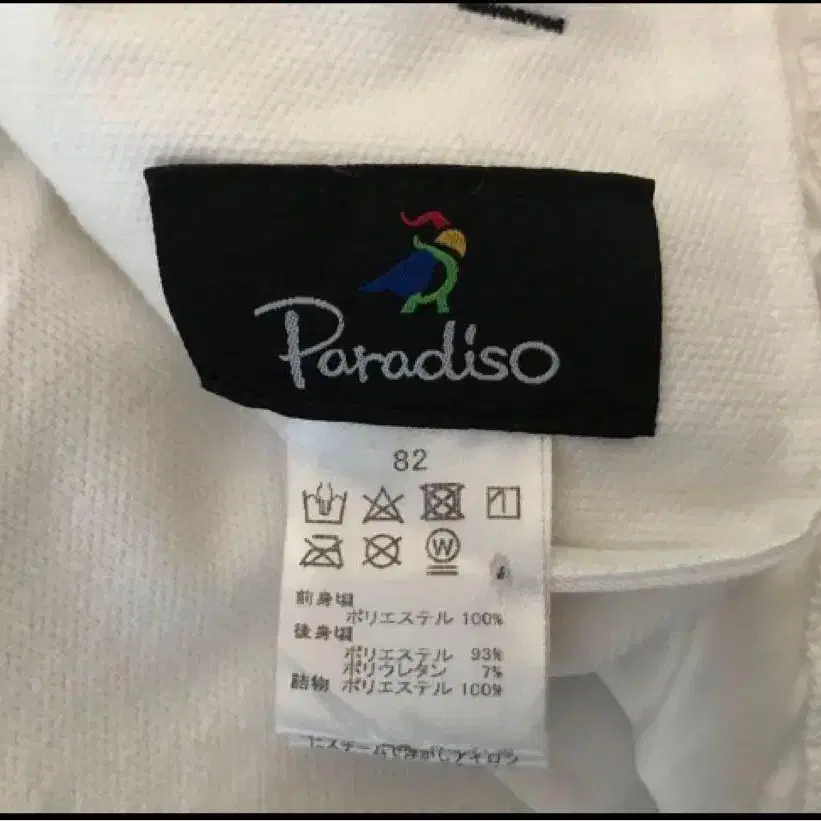 Paradiso
82
W
前身頃
ポリエステル 100%
後身頃
ポリエステル 93%
ポリウレタン 7%
詰物 ポリエステル 100%